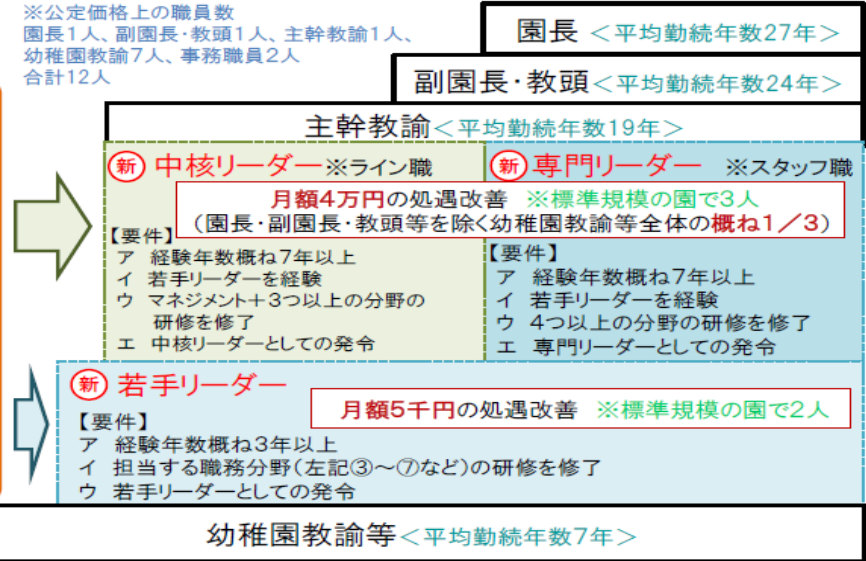 ※公定価格上の職員数
園長1人、副園長・教頭1人、主幹教諭1人、
幼稚園教諭7人、事務職員2人
合計12人
園長 ＜平均勤続年数27年＞
副園長・教頭＜平均勤続年数24年＞
主幹教諭＜平均勤続年数19年＞
新 中核リーダー※ライン職
新 専門リーダー ※スタッフ職
月額4万円の処遇改善 ※標準規模の園で3人
（園長・副園長・教頭等を除く幼稚園教諭等全体の概ね1／3）
【要件】
ア 経験年数概ね7年以上
イ 若手リーダーを経験
ウ マネジメント＋3つ以上の分野の
研修を修了
エ 中核リーダーとしての発令
【要件】
ア 経験年数概ね7年以上
イ 若手リーダーを経験
ウ 4つ以上の分野の研修を修了
エ 専門リーダーとしての発令
新 若手リーダー
月額5千円の処遇改善 ※標準規模の園で2人
【要件】
ア 経験年数概ね3年以上
イ 担当する職務分野（左記③～⑦など）の研修を修了
ウ 若手リーダーとしての発令
幼稚園教諭等＜平均勤続年数7年＞